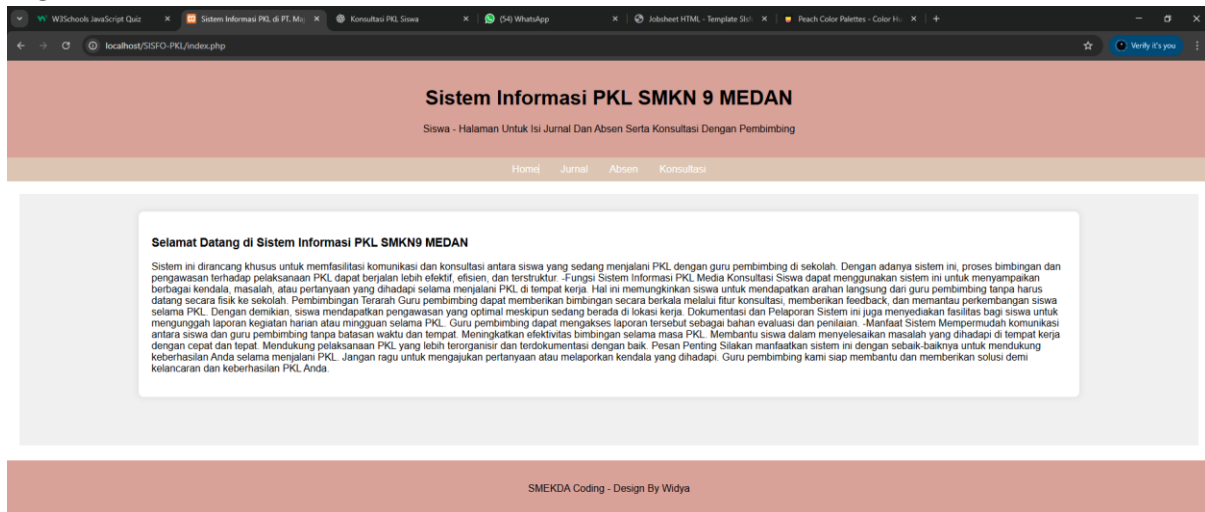 W3Schools JavaScript Quiz
Sistem Informasi PKL di PT. Maj
Konsultasi PKL Siswa
(54) WhatsApp
Jobsheet HTML - Template
Peach Color Palettes - Color
localhost/SISFO-PKL/index.php
Verify it's you
Sistem Informasi PKL SMKN 9 MEDAN
Siswa - Halaman Untuk Isi Jurnal Dan Absen Serta Konsultasi Dengan Pembimbing
Home Jurnal Absen Konsultasi
Selamat Datang di Sistem Informasi PKL SMKN9 MEDAN
Sistem ini dirancang khusus untuk memfasilitasi komunikasi dan konsultasi antara siswa yang sedang menjalani PKL dengan guru pembimbing di sekolah. Dengan adanya sistem ini, proses bimbingan dan
pengawasan terhadap pelaksanaan PKL dapat berjalan lebih efektif, efisien, dan terstruktur. -Fungsi Sistem Informasi PKL Media Konsultasi Siswa Siswa dapat menggunakan sistem ini untuk menyampaikan
berbagai kendala, masalah, atau pertanyaan yang dihadapi selama menjalani PKL di tempat kerja. Hal ini memungkinkan siswa untuk mendapatkan arahan langsung dari guru pembimbing tanpa harus
datang secara fisik ke sekolah. Pembimbingan Terarah Guru pembimbing dapat memberikan bimbingan secara berkala melalui fitur konsultasi, memberikan feedback, dan memantau perkembangan siswa
selama PKL. Dengan demikian, siswa mendapatkan pengawasan yang optimal meskipun sedang berada di lokasi kerja. Dokumentasi dan Pelaporan Sistem ini juga menyediakan fasilitas bagi siswa untuk
mengunggah laporan kegiatan harian atau mingguan selama PKL. Guru pembimbing dapat mengakses laporan tersebut sebagai bahan evaluasi dan penilaian. -Manfaat Sistem Mempermudah komunikasi
antara siswa dan guru pembimbing tanpa batasan waktu dan tempat. Meningkatkan efektivitas bimbingan selama masa PKL. Membantu siswa dalam menyelesaikan masalah yang dihadapi di tempat kerja
dengan cepat dan tepat. Mendukung pelaksanaan PKL yang lebih terorganisir dan terdokumentasi dengan baik. Pesan Penting Silakan manfaatkan sistem ini dengan sebaik-baiknya untuk mendukung
keberhasilan Anda selama menjalani PKL. Jangan ragu untuk mengajukan pertanyaan atau melaporkan kendala yang dihadapi. Guru pembimbing kami siap membantu dan memberikan solusi demi
kelancaran dan keberhasilan PKL Anda.
SMEKDA Coding - Design By Widya